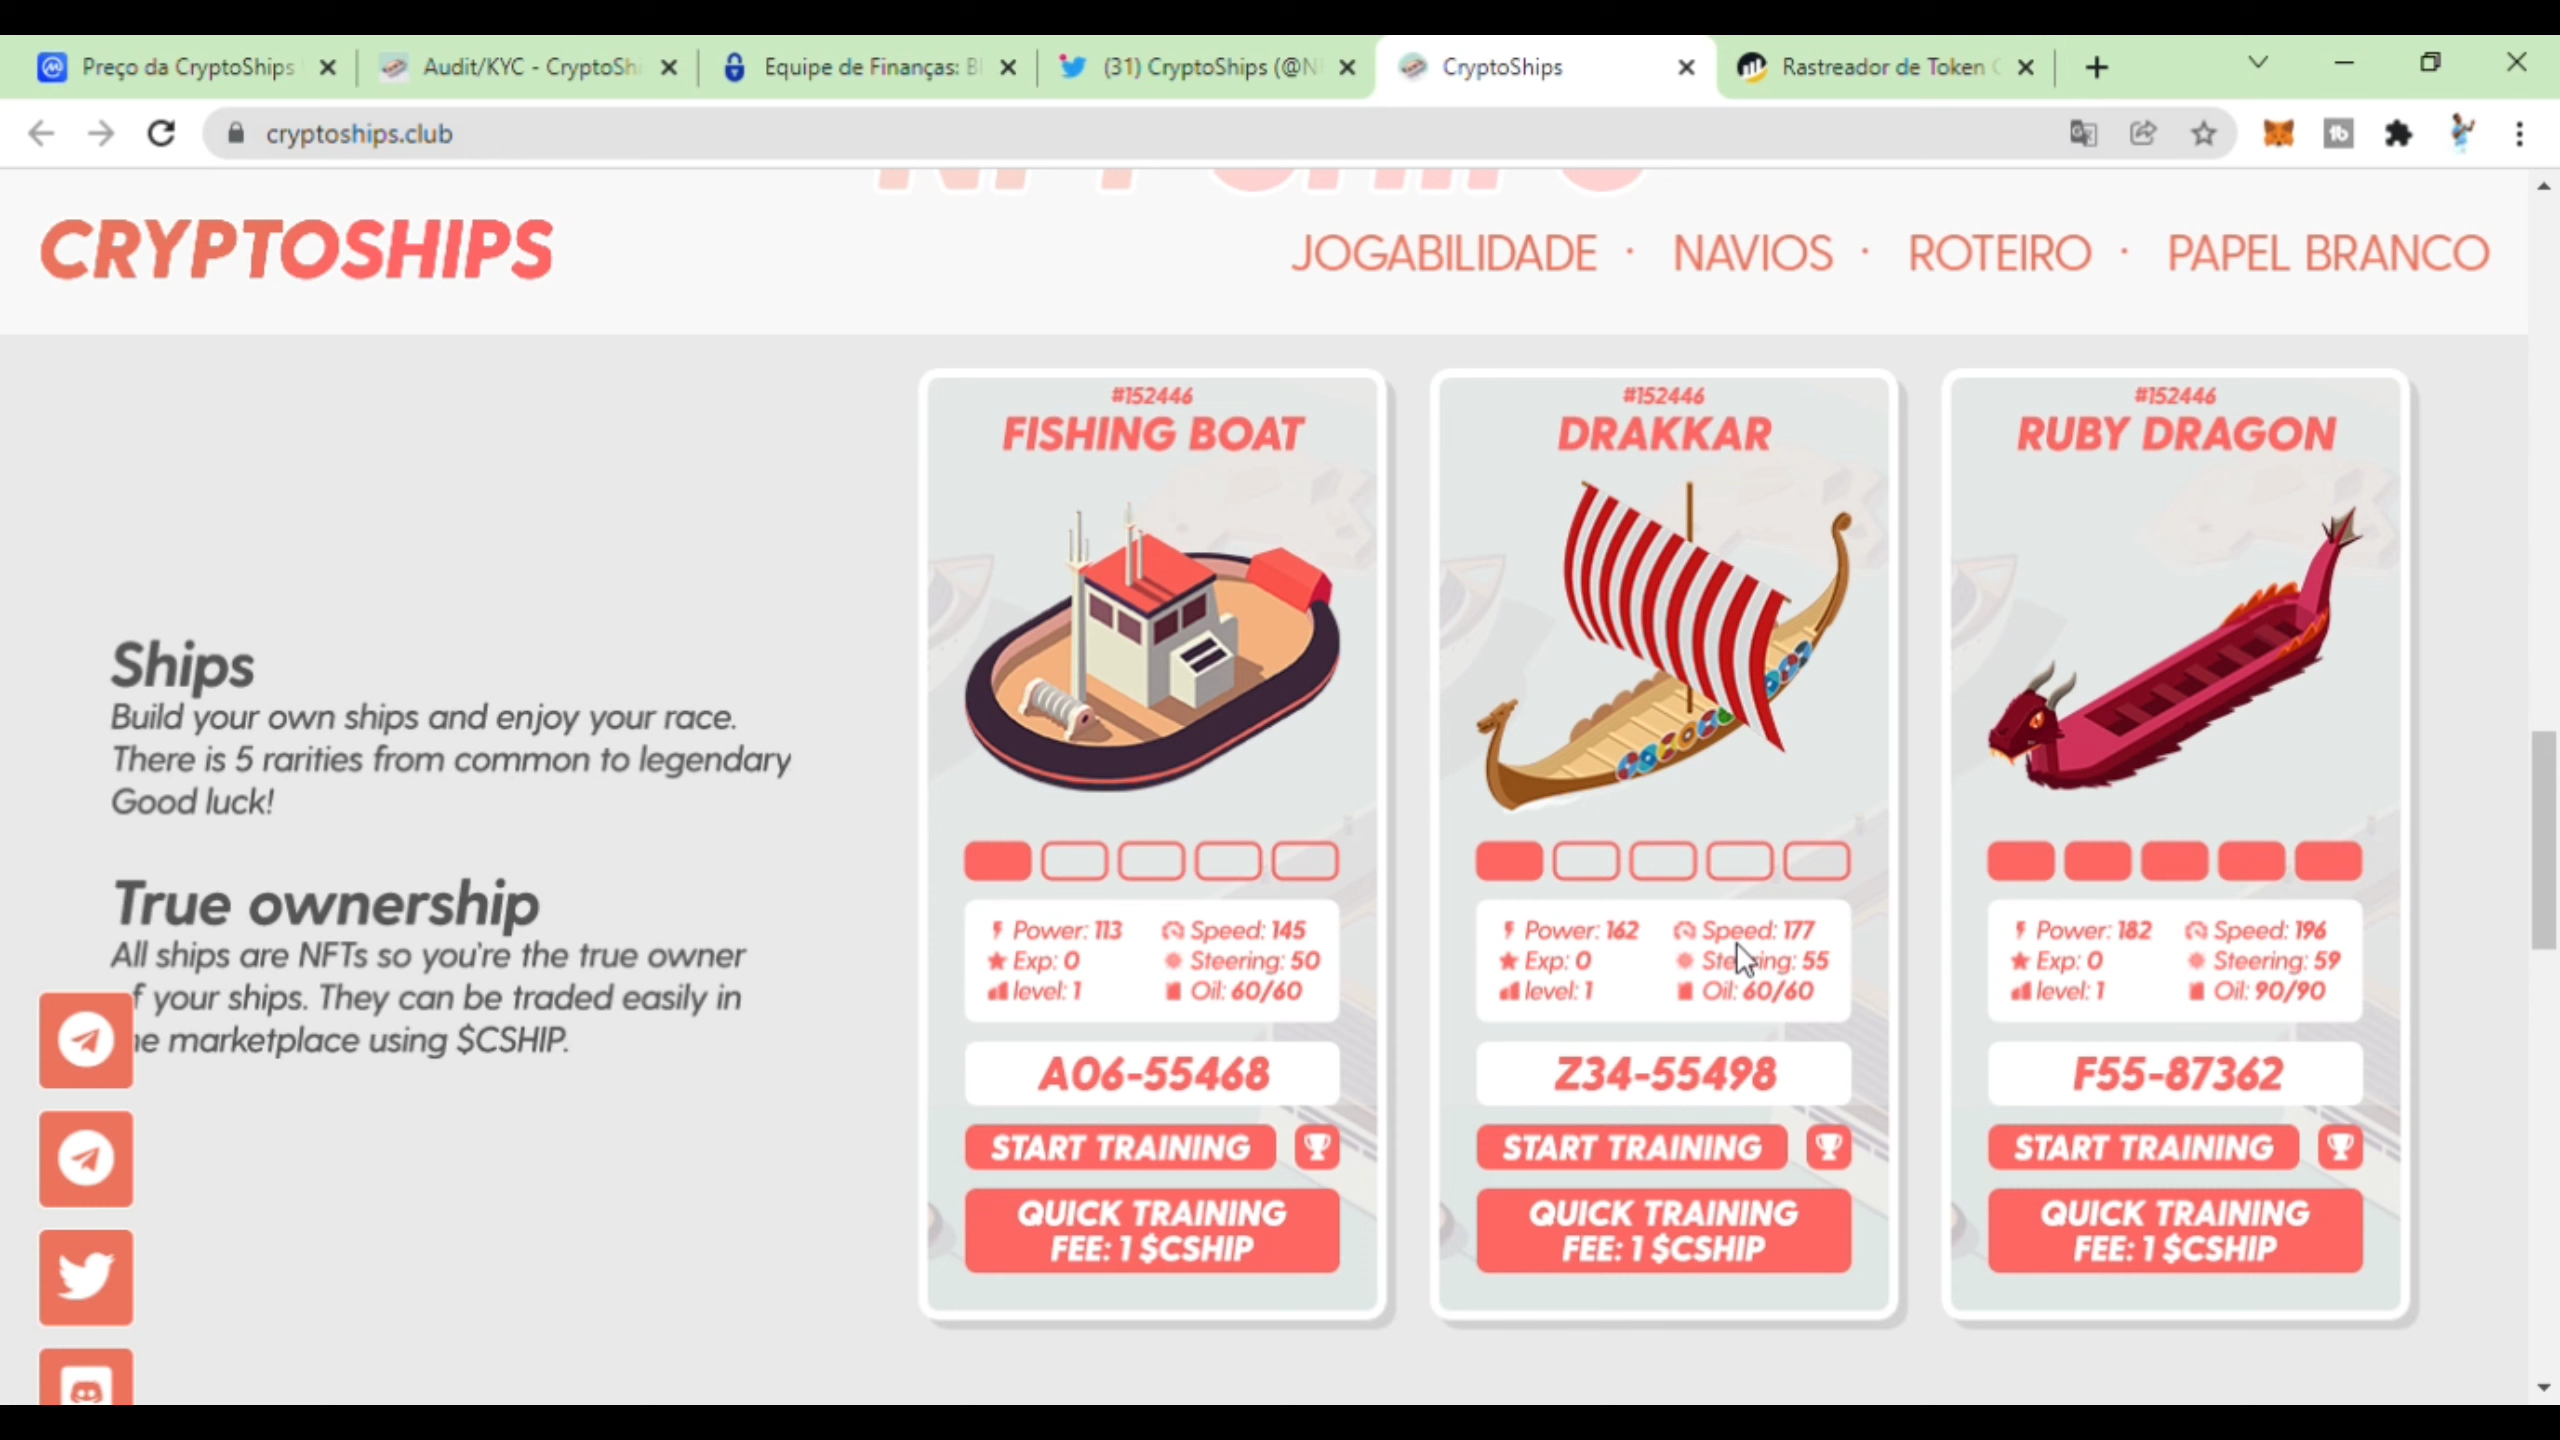 Preço da CryptoShips
Audit/KYC - CryptoShi
Equipe de Finanças: Bl
(31) CryptoShips (@N
CryptoShips
Rastreador de Token
cryptoships.club
CRYPTOSHIPS
JOGABILIDADE · NAVIOS · ROTEIRO · PAPEL BRANCO
Ships
Build your own ships and enjoy your race.
There is 5 rarities from common to legendary
Good luck!
True ownership
All ships are NFTs so you're the true owner
f your ships. They can be traded easily in
he marketplace using $CSHIP.
#152446
FISHING BOAT
Power: 113
Speed: 145
Exp: 0
Steering: 50
level: 1
Oil: 60/60
A06-55468
START TRAINING
QUICK TRAINING
FEE: 1 $CSHIP
#152446
DRAKKAR
Power: 162
Speed: 177
Exp: 0
Steering: 55
level: 1
Oil: 60/60
Z34-55498
START TRAINING
QUICK TRAINING
FEE: 1 $CSHIP
#152446
RUBY DRAGON
Power: 182
Speed: 196
Exp: 0
Steering: 59
level: 1
Oil: 90/90
F55-87362
START TRAINING
QUICK TRAINING
FEE: 1 $CSHIP